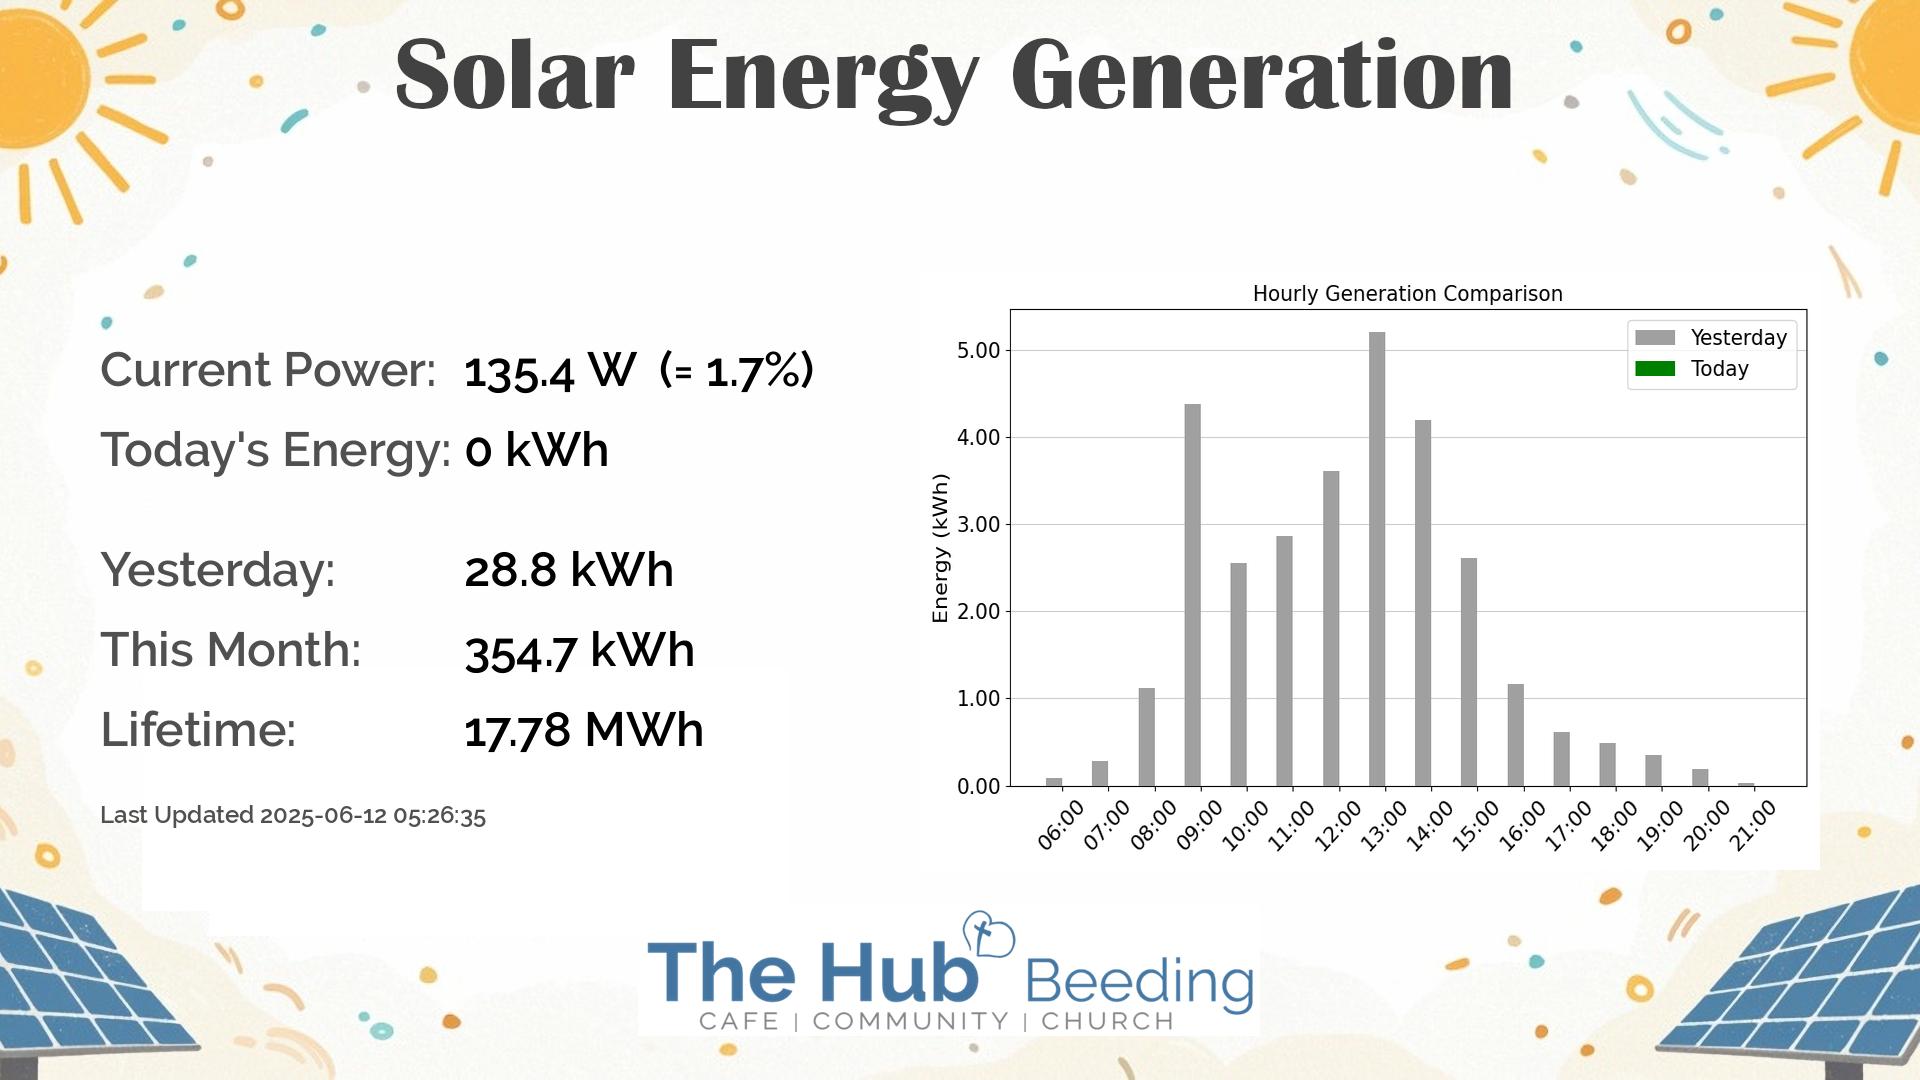 Solar Energy Generation
Current Power: 135.4 W (= 1.7%)
Today's Energy: 0 kWh
Yesterday: 28.8 kWh
This Month: 354.7 kWh
Lifetime: 17.78 MWh
Last Updated 2025-06-12 05:26:35
Hourly Generation Comparison
Yesterday
Today
Energy (kWh)
5.00
4.00
3.00
2.00
1.00
0.00
06:00 07:00 08:00 09:00 10:00 11:00 12:00 13:00 14:00 15:00 16:00 17:00 18:00 19:00 20:00 21:00
The Hub Beeding
CAFE | COMMUNITY | CHURCH